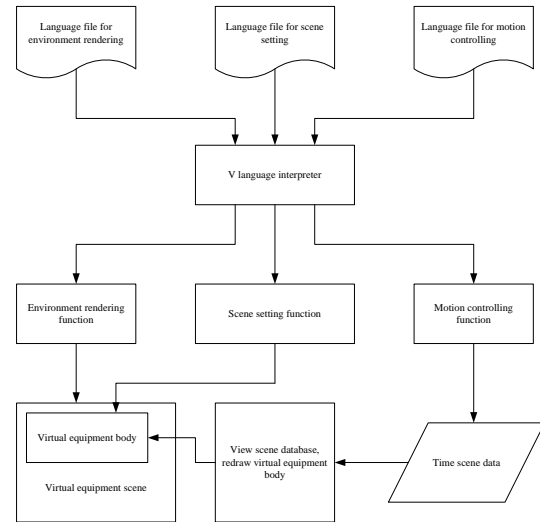 Language file for
environment rendering
Language file for scene
setting
Language file for motion
controlling
V language interpreter
Environment rendering
function
Scene setting function
Motion controlling
function
Virtual equipment body
Virtual equipment scene
View scene database,
redraw virtual equipment
body
Time scene data